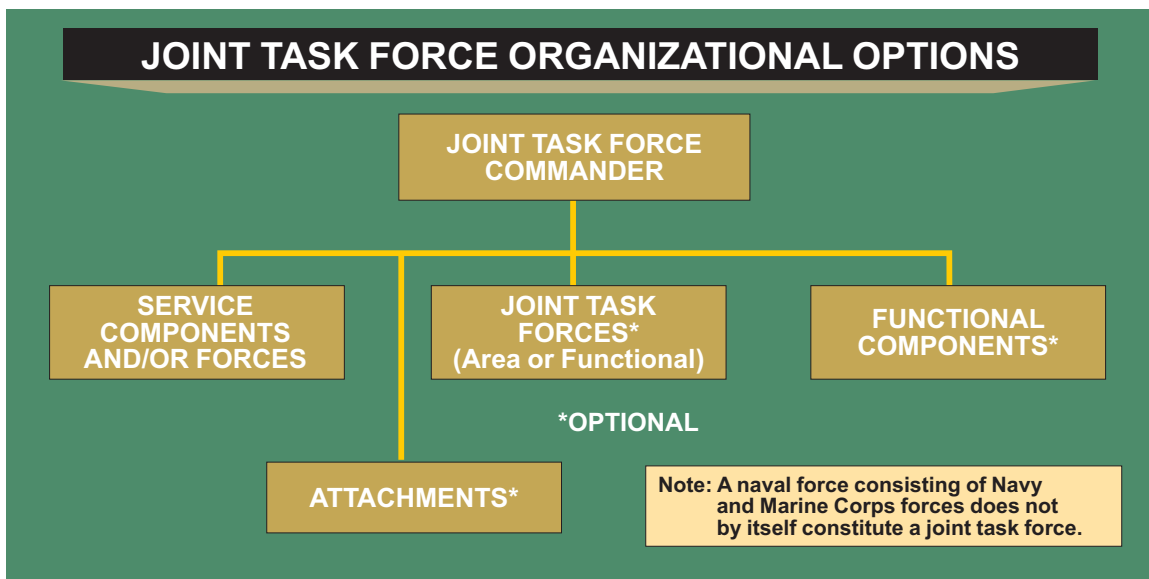 JOINT TASK FORCE ORGANIZATIONAL OPTIONS
JOINT TASK FORCE
COMMANDER
SERVICE
COMPONENTS
AND/OR FORCES
JOINT TASK
FORCES*
(Area or Functional)
FUNCTIONAL
COMPONENTS*
*OPTIONAL
ATTACHMENTS*
Note: A naval force consisting of Navy
and Marine Corps forces does not
by itself constitute a joint task force.